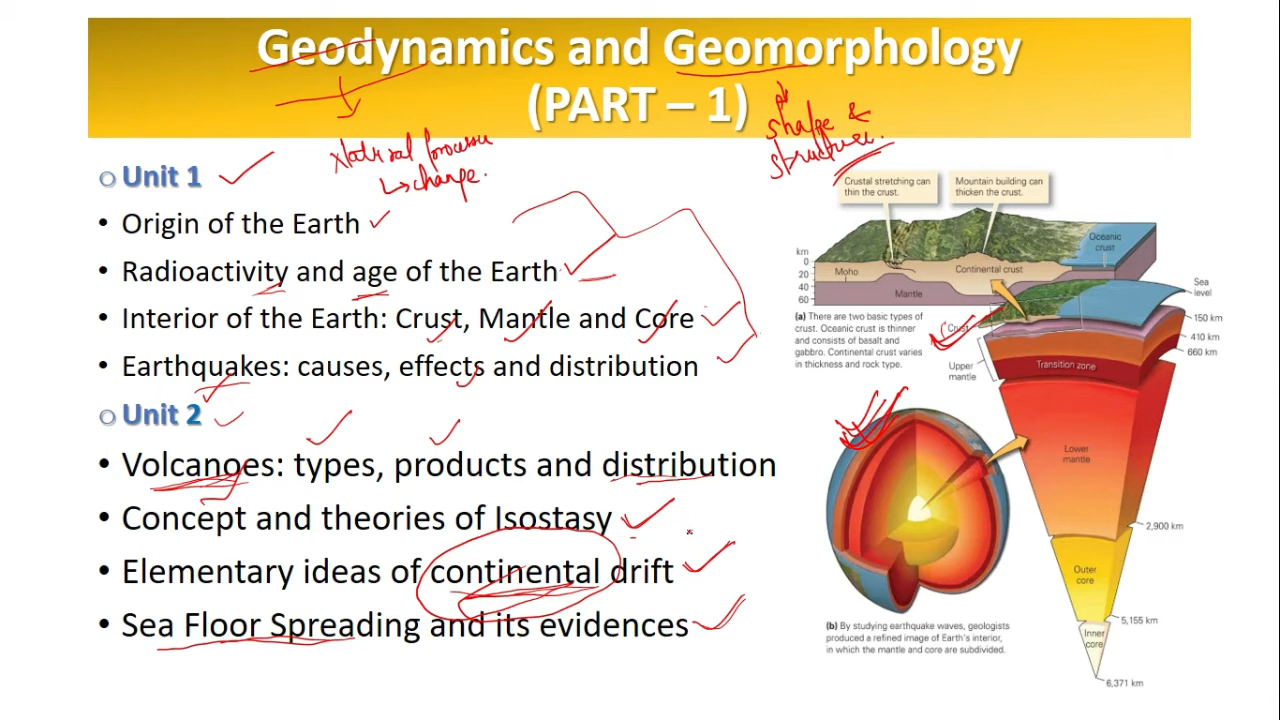 Geodynamics and Geomorphology
(PART – 1)
shape &
structure.
Natural processes
↳ change.
Unit 1
• Origin of the Earth
• Radioactivity and age of the Earth
• Interior of the Earth: Crust, Mantle and Core
• Earthquakes: causes, effects and distribution
Unit 2
• Volcanoes: types, products and distribution
• Concept and theories of Isostasy
• Elementary ideas of continental drift
• Sea Floor Spreading and its evidences
Crustal stretching can
thin the crust.
Mountain building can
thicken the crust.
Oceanic
crust
km
0
20
40
60
Moho
Continental crust
Mantle
Sea
level
150 km
410 km
660 km
(a) There are two basic types of
crust. Oceanic crust is thinner
and consists of basalt and
gabbro. Continental crust varies
in thickness and rock type.
Crust
Upper
mantle
Transition zone
Lower
mantle
2,900 km
Outer
core
5,155 km
Inner
core
6,371 km
(b) By studying earthquake waves, geologists
produced a refined image of Earth's interior,
in which the mantle and core are subdivided.